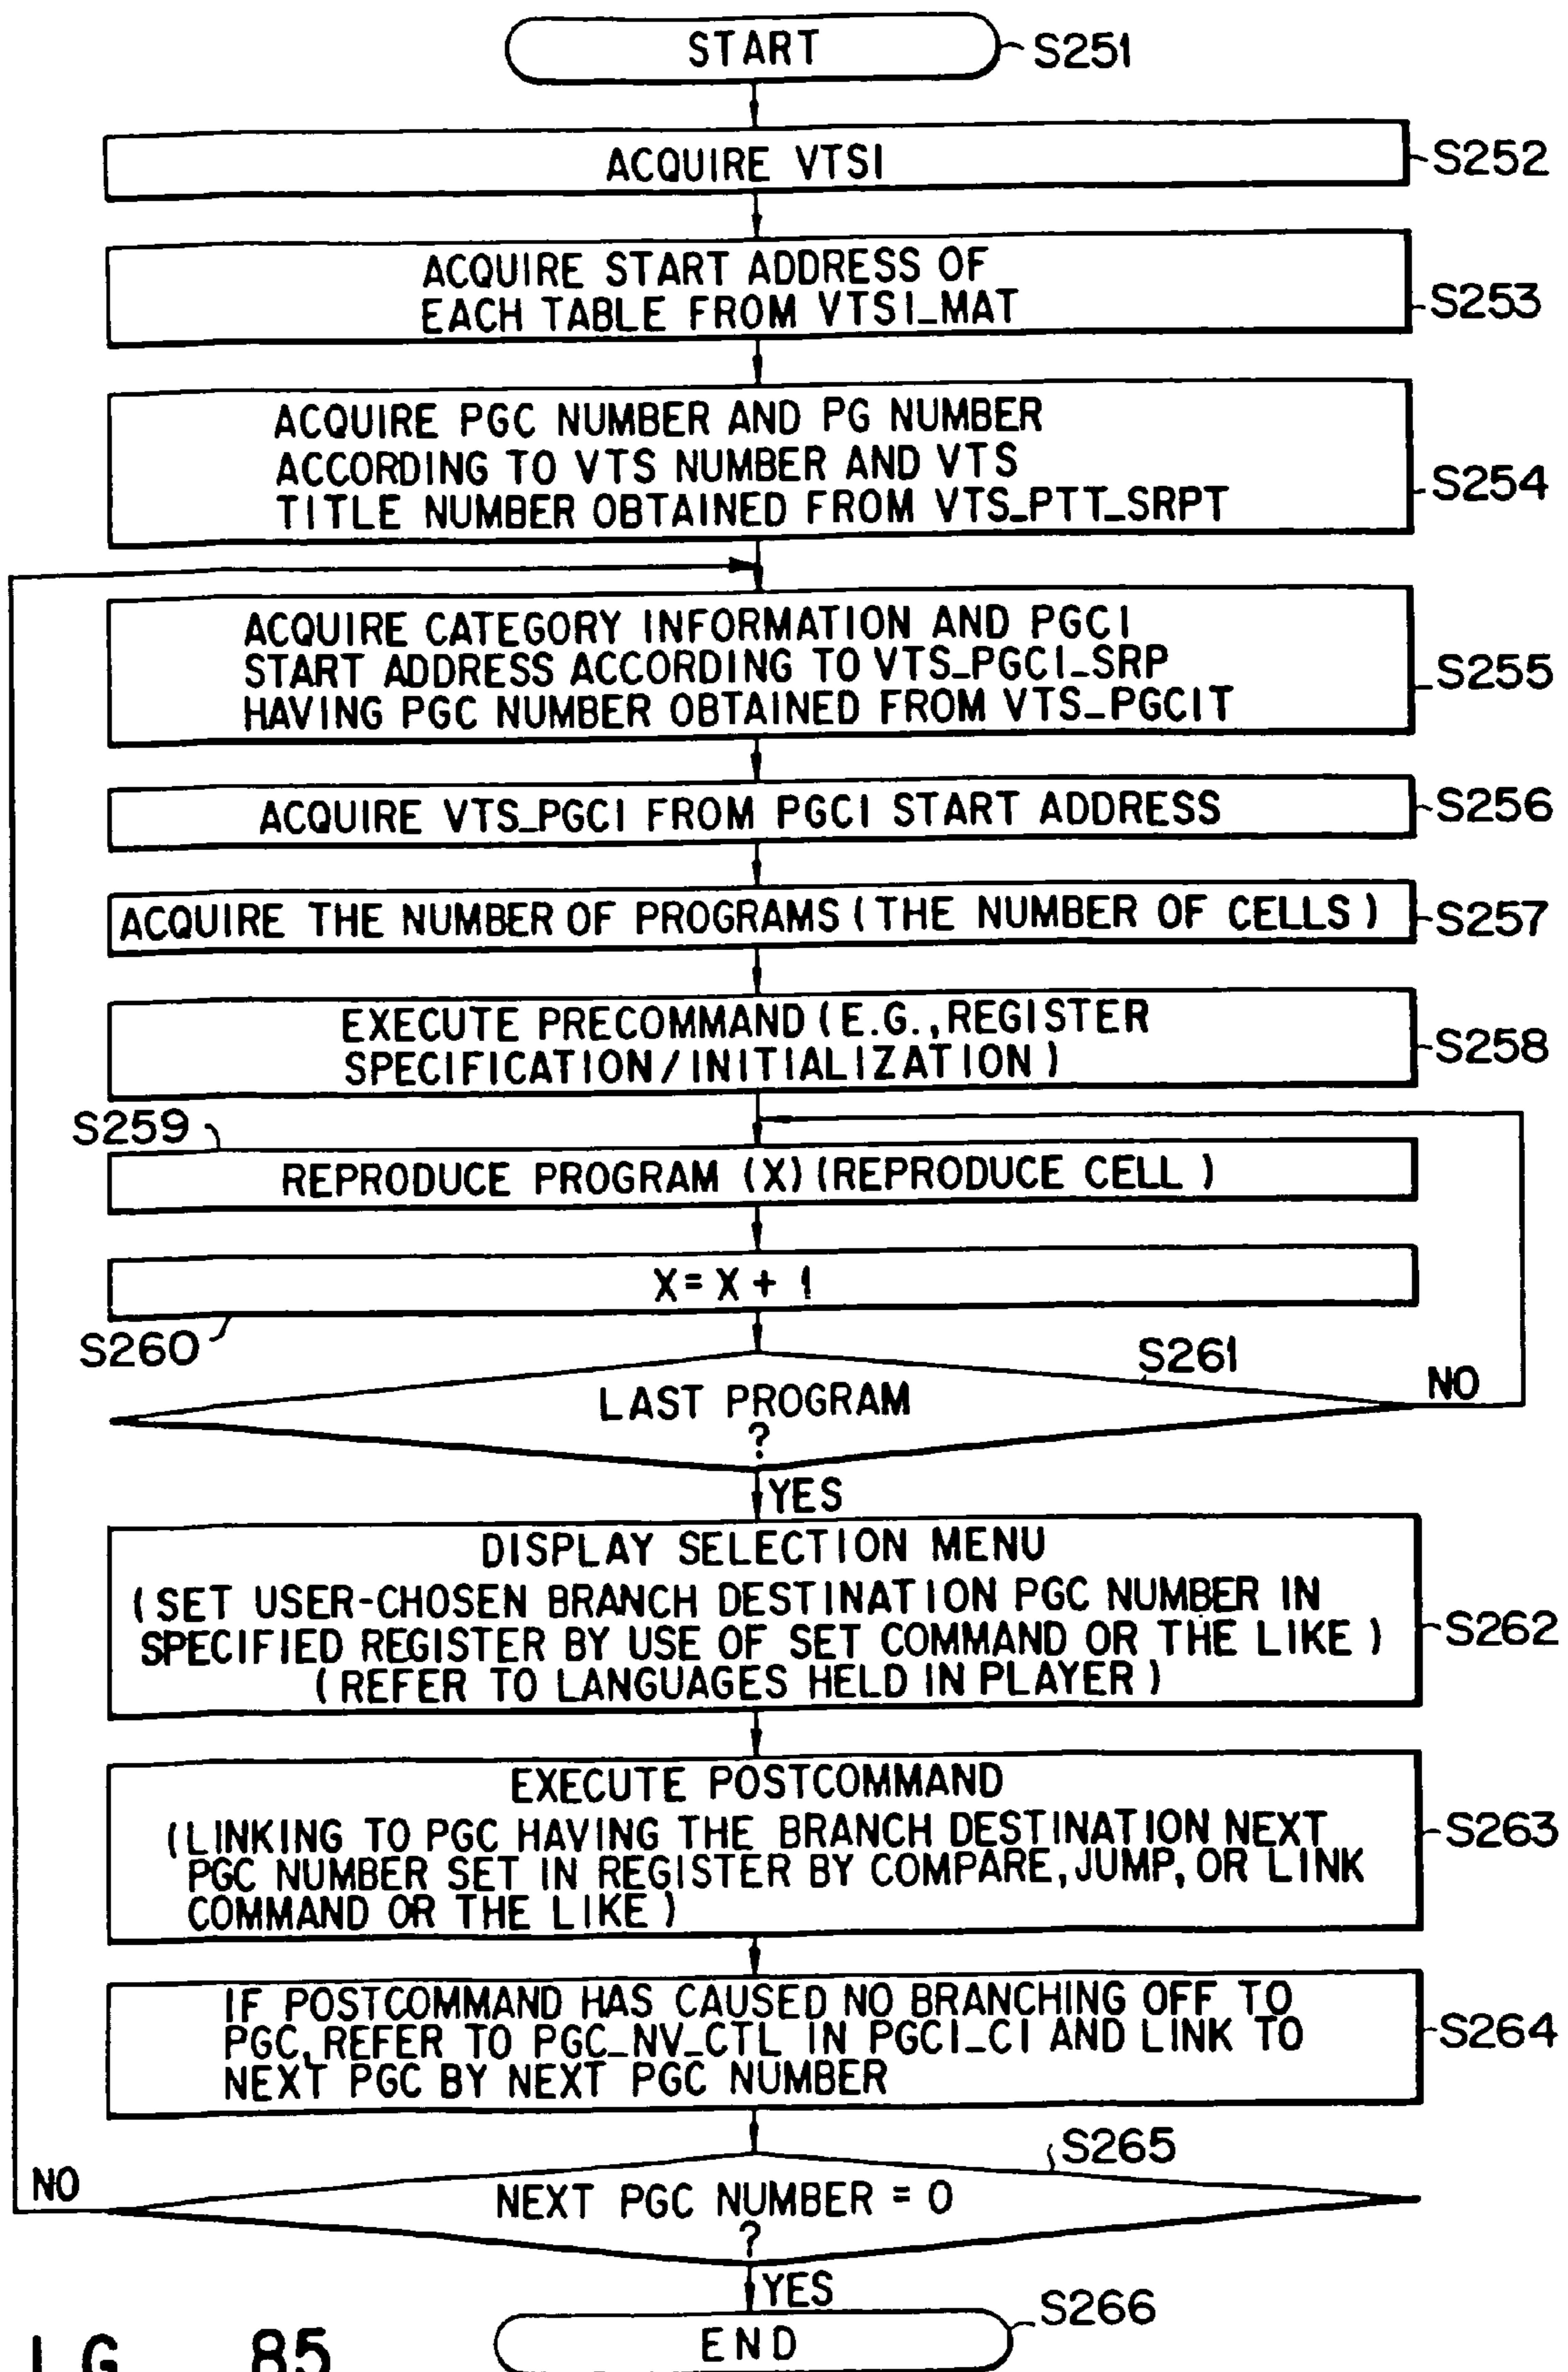 START
S251
ACQUIRE VTSI
S252
ACQUIRE START ADDRESS OF
EACH TABLE FROM VTSI_MAT
S253
ACQUIRE PGC NUMBER AND PG NUMBER
ACCORDING TO VTS NUMBER AND VTS
TITLE NUMBER OBTAINED FROM VTS_PTT_SRPT
S254
ACQUIRE CATEGORY INFORMATION AND PGCI
START ADDRESS ACCORDING TO VTS_PGCI_SRP
HAVING PGC NUMBER OBTAINED FROM VTS_PGCIT
S255
ACQUIRE VTS_PGCI FROM PGCI START ADDRESS
S256
ACQUIRE THE NUMBER OF PROGRAMS (THE NUMBER OF CELLS)
S257
EXECUTE PRECOMMAND (E.G., REGISTER
SPECIFICATION/INITIALIZATION)
S258
S259
REPRODUCE PROGRAM (X) (REPRODUCE CELL)
X = X + 1
S260
S261
LAST PROGRAM
?
NO
YES
DISPLAY SELECTION MENU
(SET USER-CHOSEN BRANCH DESTINATION PGC NUMBER IN
SPECIFIED REGISTER BY USE OF SET COMMAND OR THE LIKE)
(REFER TO LANGUAGES HELD IN PLAYER)
S262
EXECUTE POSTCOMMAND
(LINKING TO PGC HAVING THE BRANCH DESTINATION NEXT
PGC NUMBER SET IN REGISTER BY COMPARE, JUMP, OR LINK
COMMAND OR THE LIKE)
S263
IF POSTCOMMAND HAS CAUSED NO BRANCHING OFF TO
PGC, REFER TO PGC_NV_CTL IN PGCI_CI AND LINK TO
NEXT PGC BY NEXT PGC NUMBER
S264
S265
NO
NEXT PGC NUMBER = 0
?
YES
END
S266
IG 85